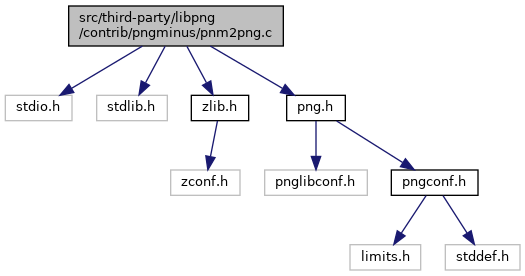 src/third-party/libpng
/contrib/pngminus/pnm2png.c
stdio.h
stdlib.h
zlib.h
png.h
zconf.h
pnglibconf.h
pngconf.h
limits.h
stddef.h